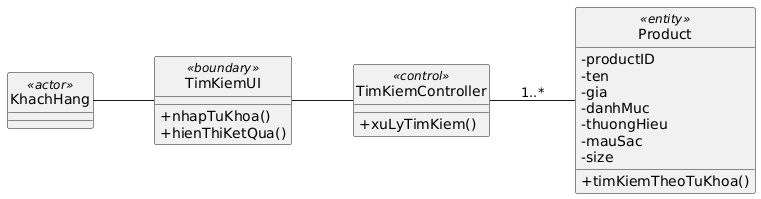 «actor»
KhachHang
«boundary»
TimKiemUI
+nhapTuKhoa()
+hienThiKetQua()
«control»
TimKiemController
+xuLyTimKiem()
1..*
«entity»
Product
-productID
-ten
-gia
-danhMuc
-thuongHieu
-mauSac
-size
+timKiemTheoTuKhoa()